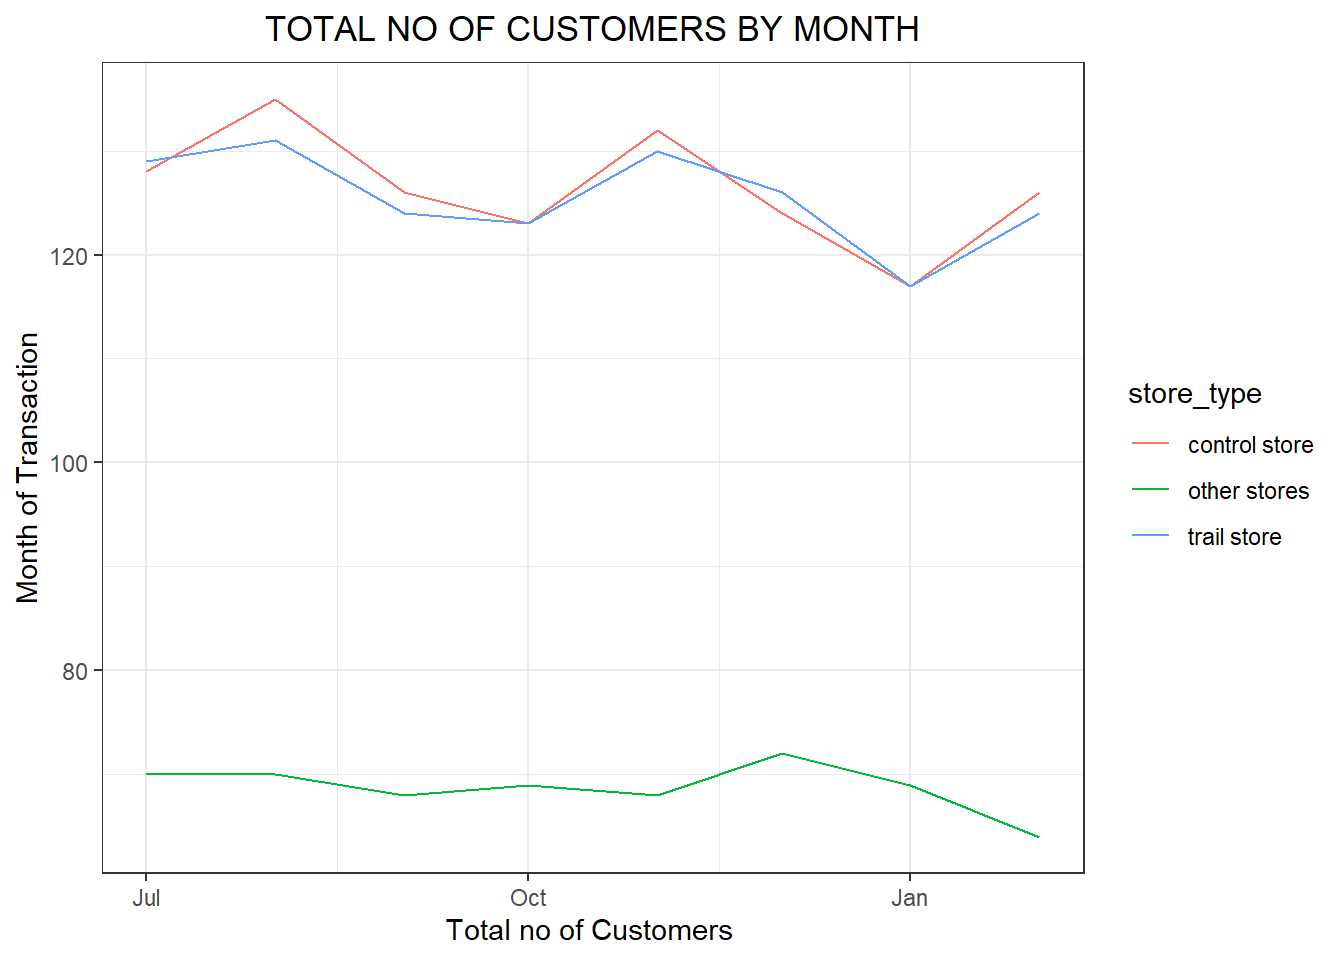 TOTAL NO OF CUSTOMERS BY MONTH
Month of Transaction
120
100
80
Jul
Oct
Jan
Total no of Customers
store_type
control store
other stores
trail store